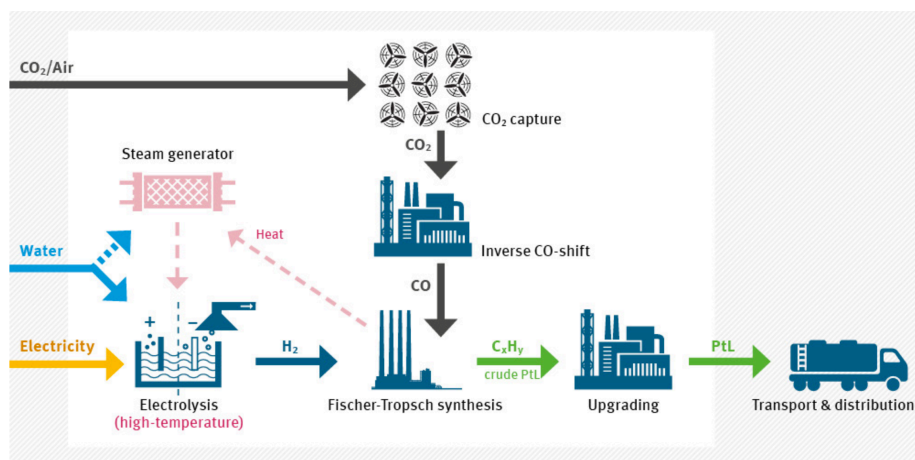 CO₂/Air
CO₂ capture
CO₂
Steam generator
Heat
Water
Inverse CO-shift
CO
+ −
Electricity
H₂
CₓHᵧ
crude PtL
PtL
Electrolysis
(high-temperature)
Fischer-Tropsch synthesis
Upgrading
Transport & distribution